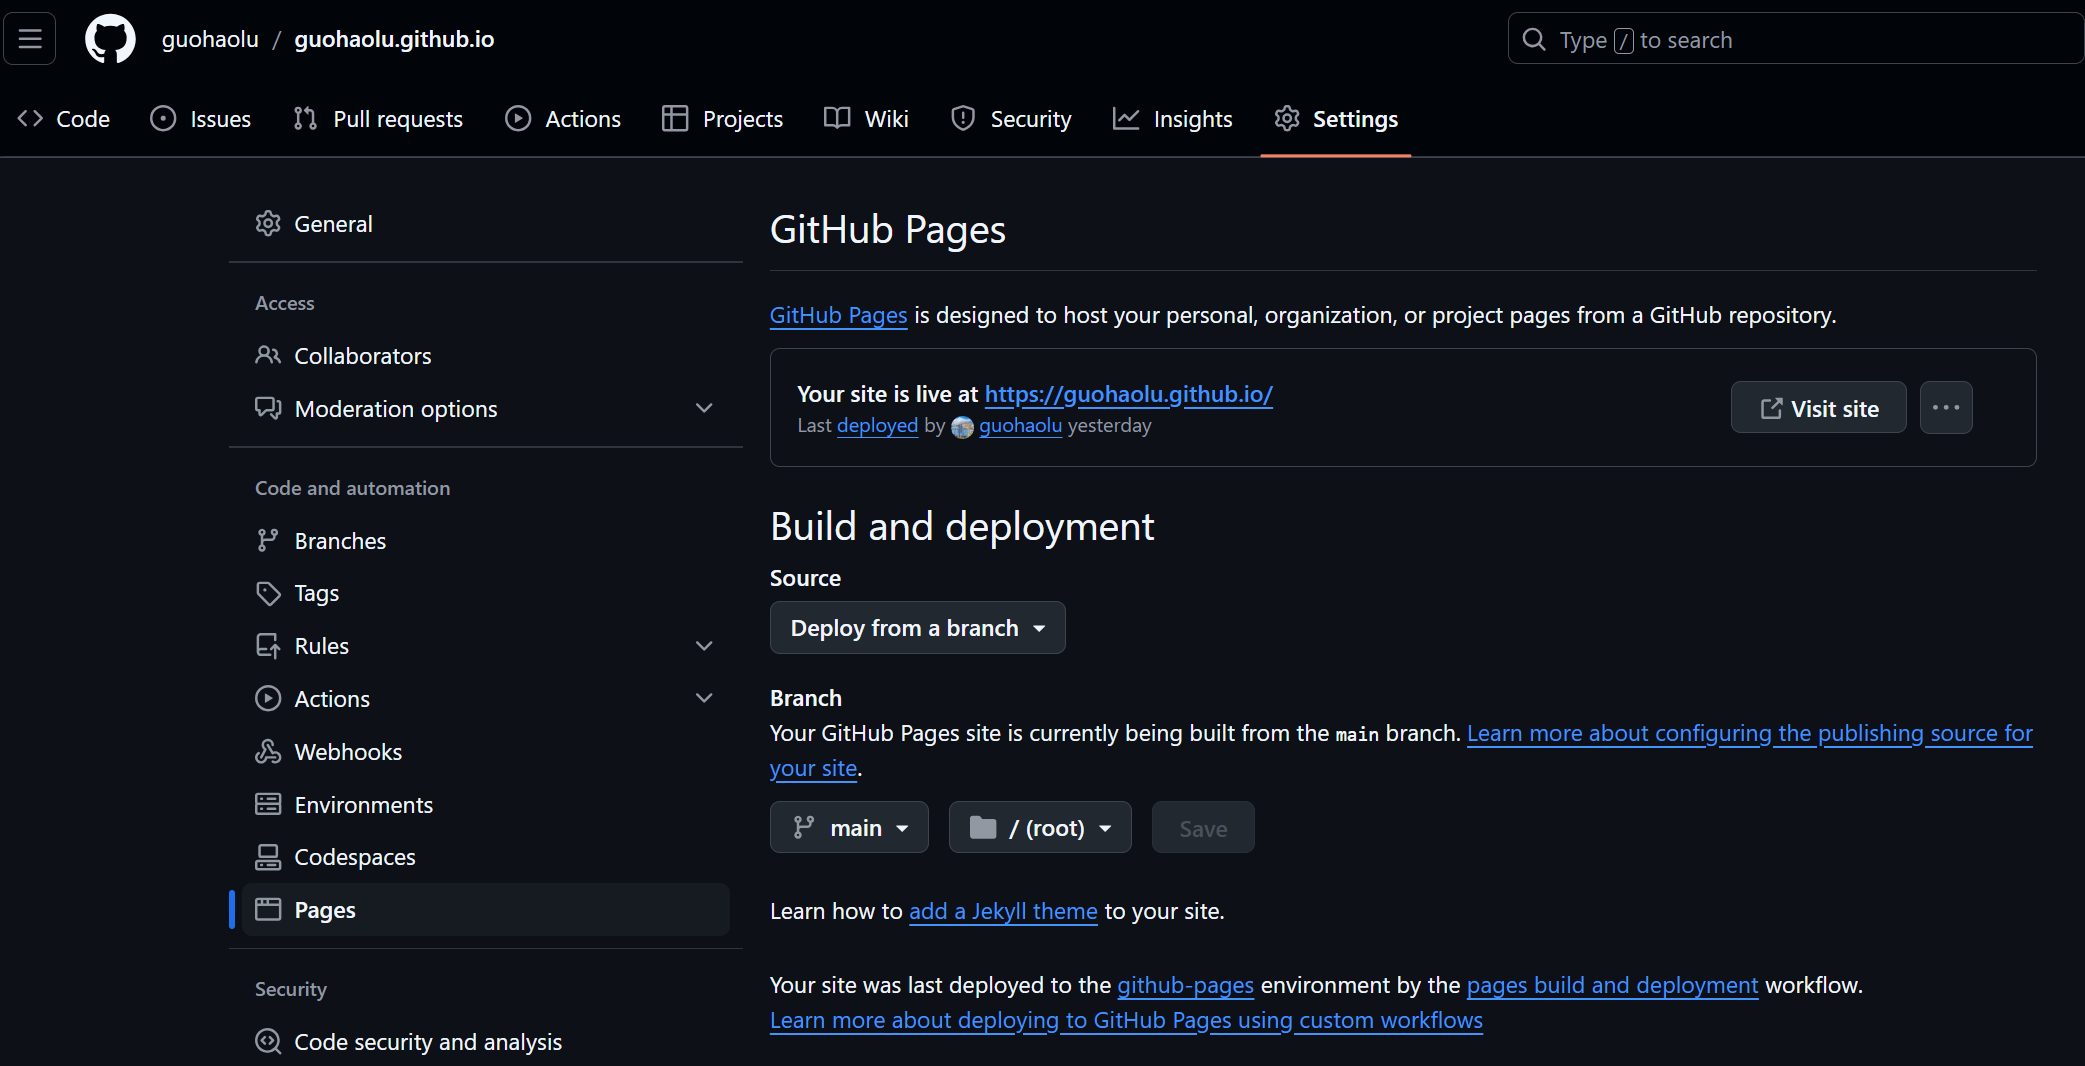 guohaolu / guohaolu.github.io
Type / to search
Code Issues Pull requests Actions Projects Wiki Security Insights Settings
General
Access
Collaborators
Moderation options
Code and automation
Branches
Tags
Rules
Actions
Webhooks
Environments
Codespaces
Pages
Security
Code security and analysis
GitHub Pages
GitHub Pages is designed to host your personal, organization, or project pages from a GitHub repository.
Your site is live at https://guohaolu.github.io/
Last deployed by guohaolu yesterday
Visit site
Build and deployment
Source
Deploy from a branch
Branch
Your GitHub Pages site is currently being built from the main branch. Learn more about configuring the publishing source for
your site.
main / (root) Save
Learn how to add a Jekyll theme to your site.
Your site was last deployed to the github-pages environment by the pages build and deployment workflow.
Learn more about deploying to GitHub Pages using custom workflows